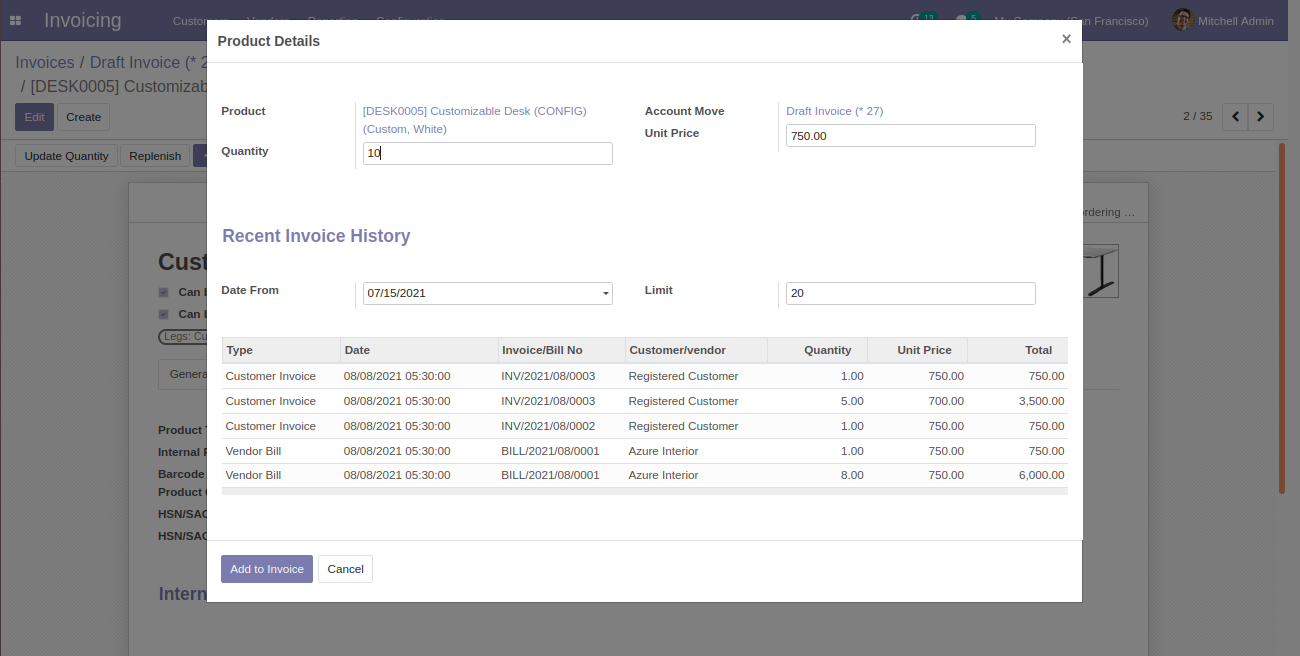 Invoicing
13
5
(San Francisco)
Mitchell Admin
Product Details
×
Invoices / Draft Invoice (* 2
/ [DESK0005] Customizab
Edit
Create
2 / 35
Update Quantity
Replenish
Product
[DESK0005] Customizable Desk (CONFIG)
(Custom, White)
Quantity
10
Account Move
Draft Invoice (* 27)
Unit Price
750.00
ordering ...
Recent Invoice History
Cust
Can b
Can b
Legs: Cu
Genera
Date From
07/15/2021
Limit
20
Type Date Invoice/Bill No Customer/vendor Quantity Unit Price Total
Customer Invoice 08/08/2021 05:30:00 INV/2021/08/0003 Registered Customer 1.00 750.00 750.00
Customer Invoice 08/08/2021 05:30:00 INV/2021/08/0003 Registered Customer 5.00 700.00 3,500.00
Customer Invoice 08/08/2021 05:30:00 INV/2021/08/0002 Registered Customer 1.00 750.00 750.00
Vendor Bill 08/08/2021 05:30:00 BILL/2021/08/0001 Azure Interior 1.00 750.00 750.00
Vendor Bill 08/08/2021 05:30:00 BILL/2021/08/0001 Azure Interior 8.00 750.00 6,000.00
Product T
Internal R
Barcode
Product C
HSN/SAC
HSN/SAC
Intern
Add to Invoice
Cancel